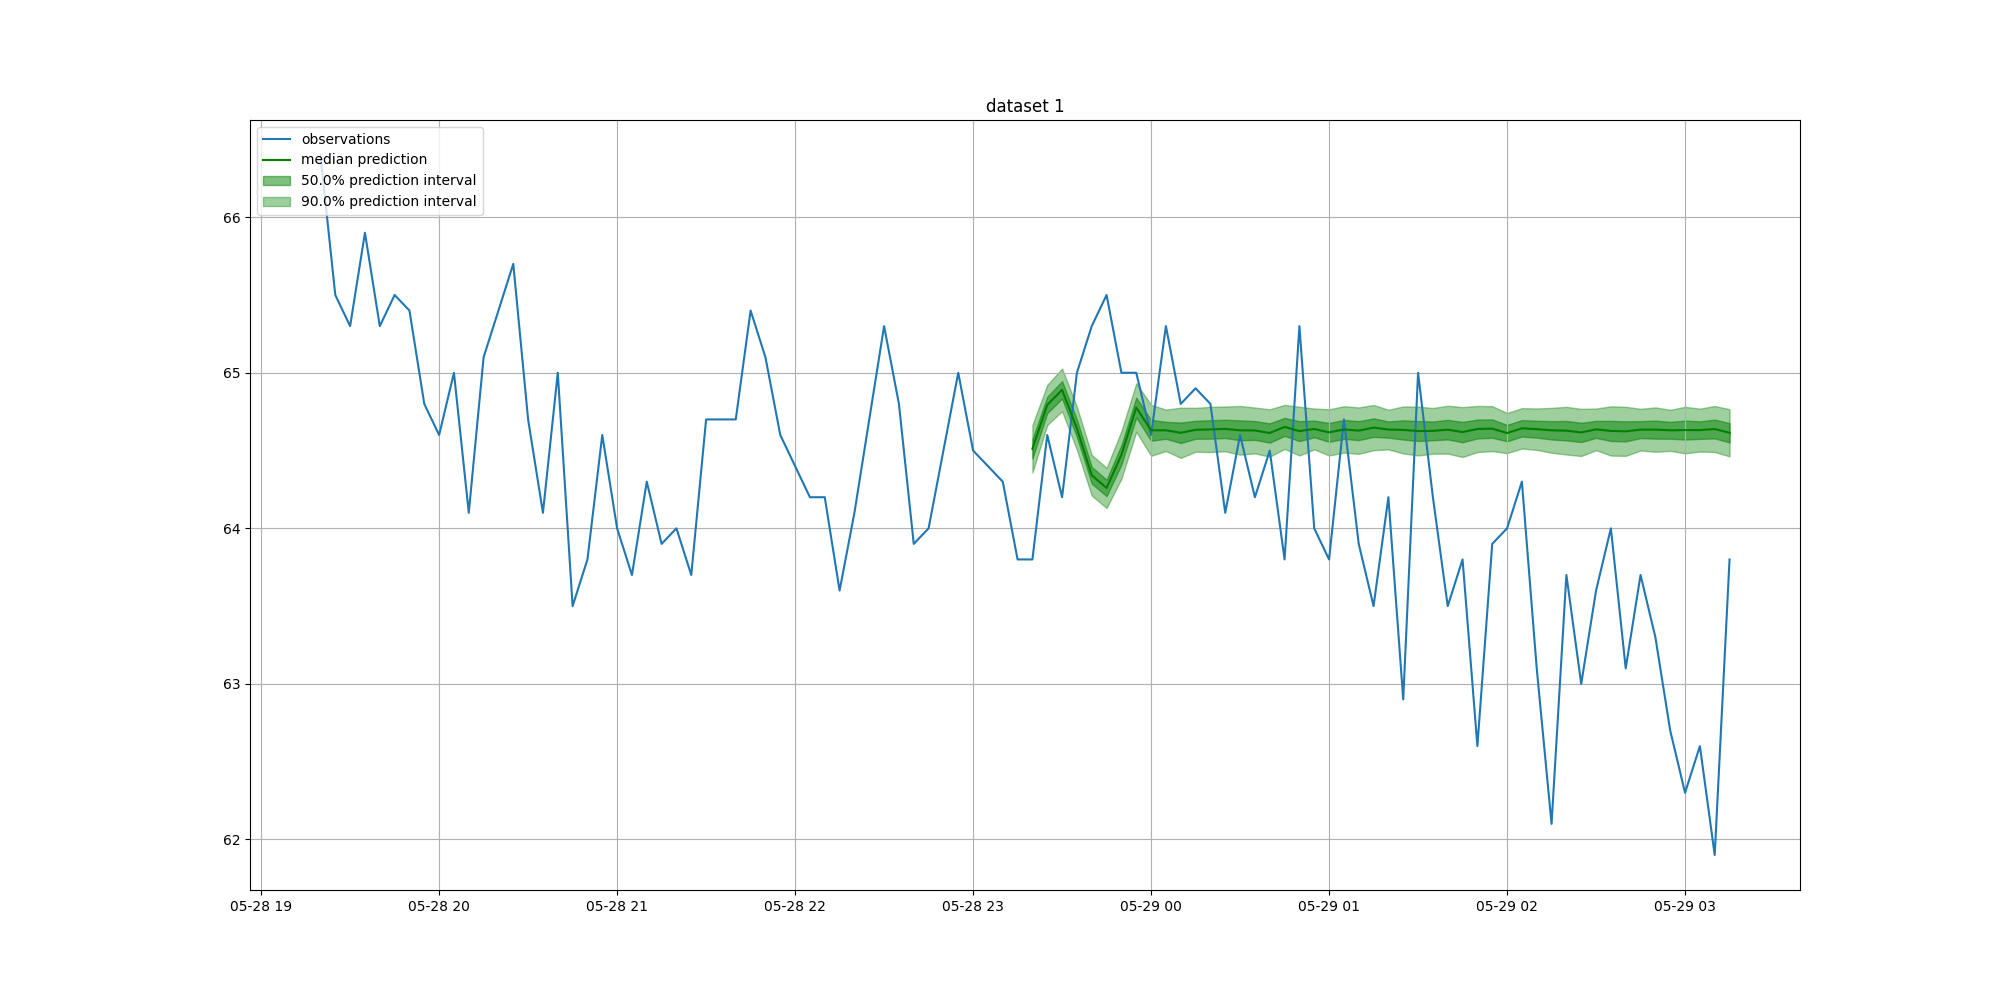 dataset 1
observations
median prediction
50.0% prediction interval
90.0% prediction interval
66
65
64
63
62
05-28 19 05-28 20 05-28 21 05-28 22 05-28 23 05-29 00 05-29 01 05-29 02 05-29 03